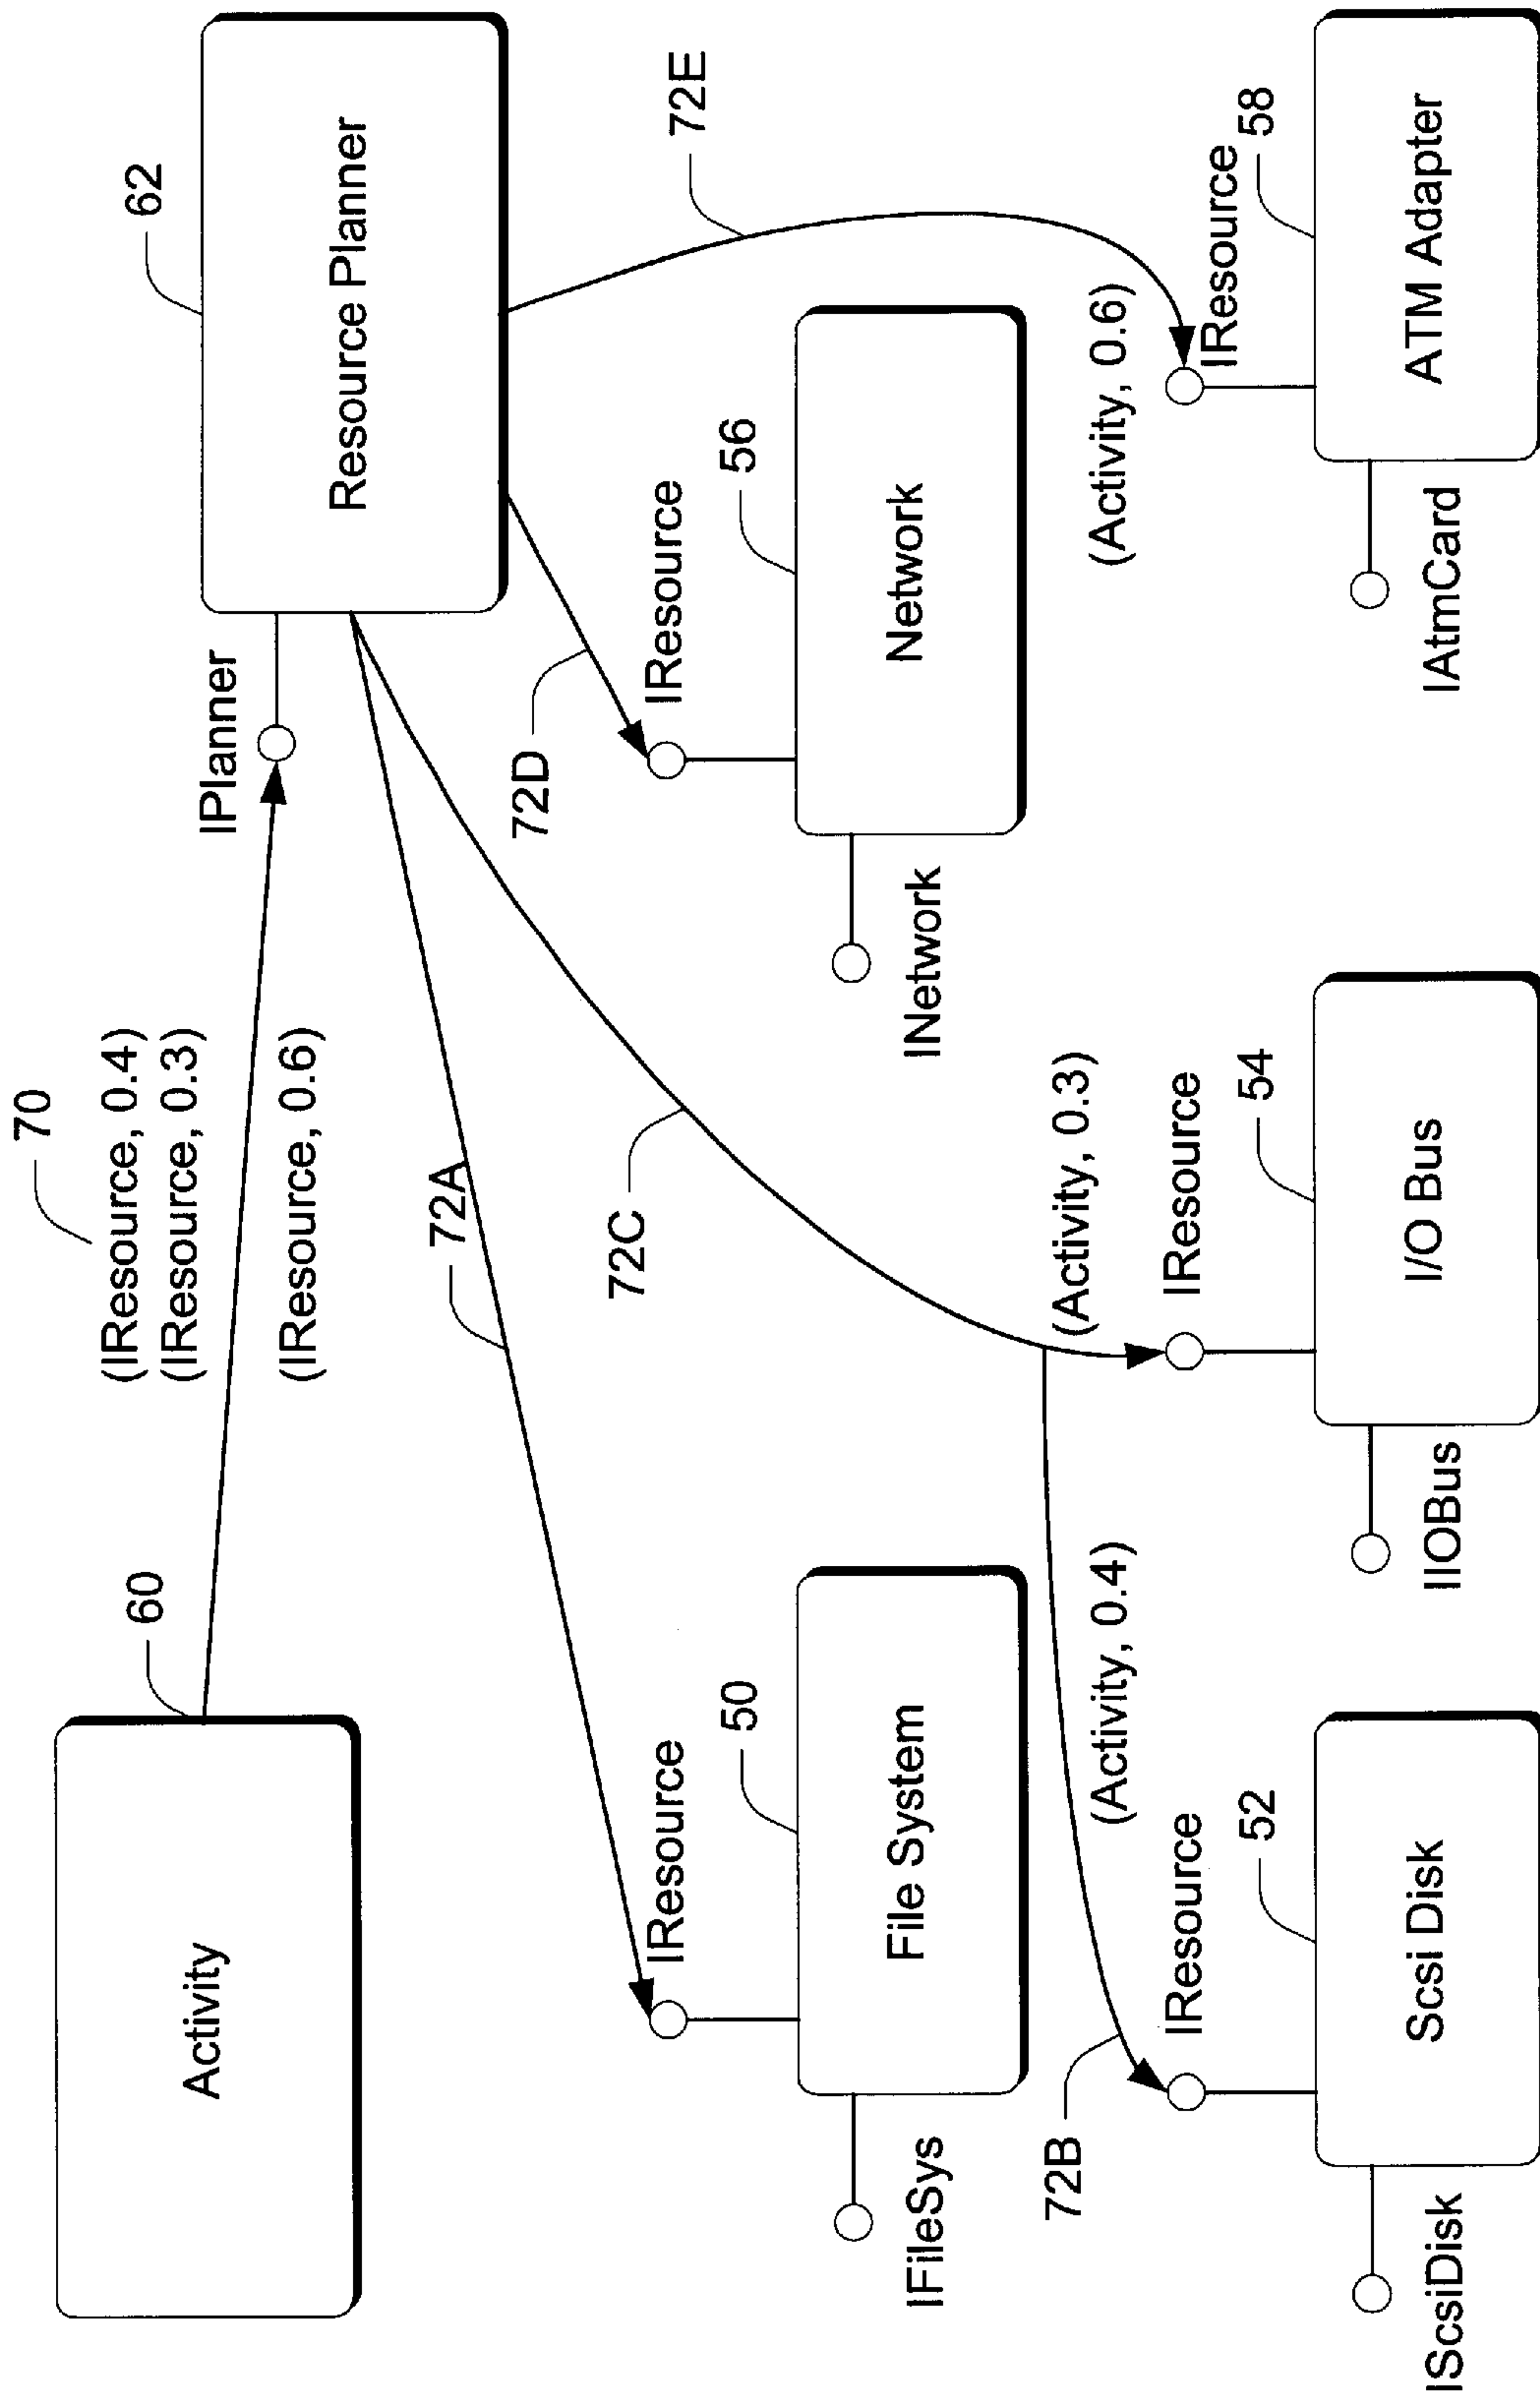 70
(IResource, 0.4)
(IResource, 0.3)
(IResource, 0.6)
60
Activity
62
Resource Planner
IPlanner
72A
72C
72D
72E
IResource
50
File System
IFileSys
IResource
56
Network
INetwork
72B
(Activity, 0.4)
(Activity, 0.3)
(Activity, 0.6)
IResource
52
Scsi Disk
IScsiDisk
IResource
54
I/O Bus
IIOBus
IResource
58
ATM Adapter
IAtmCard